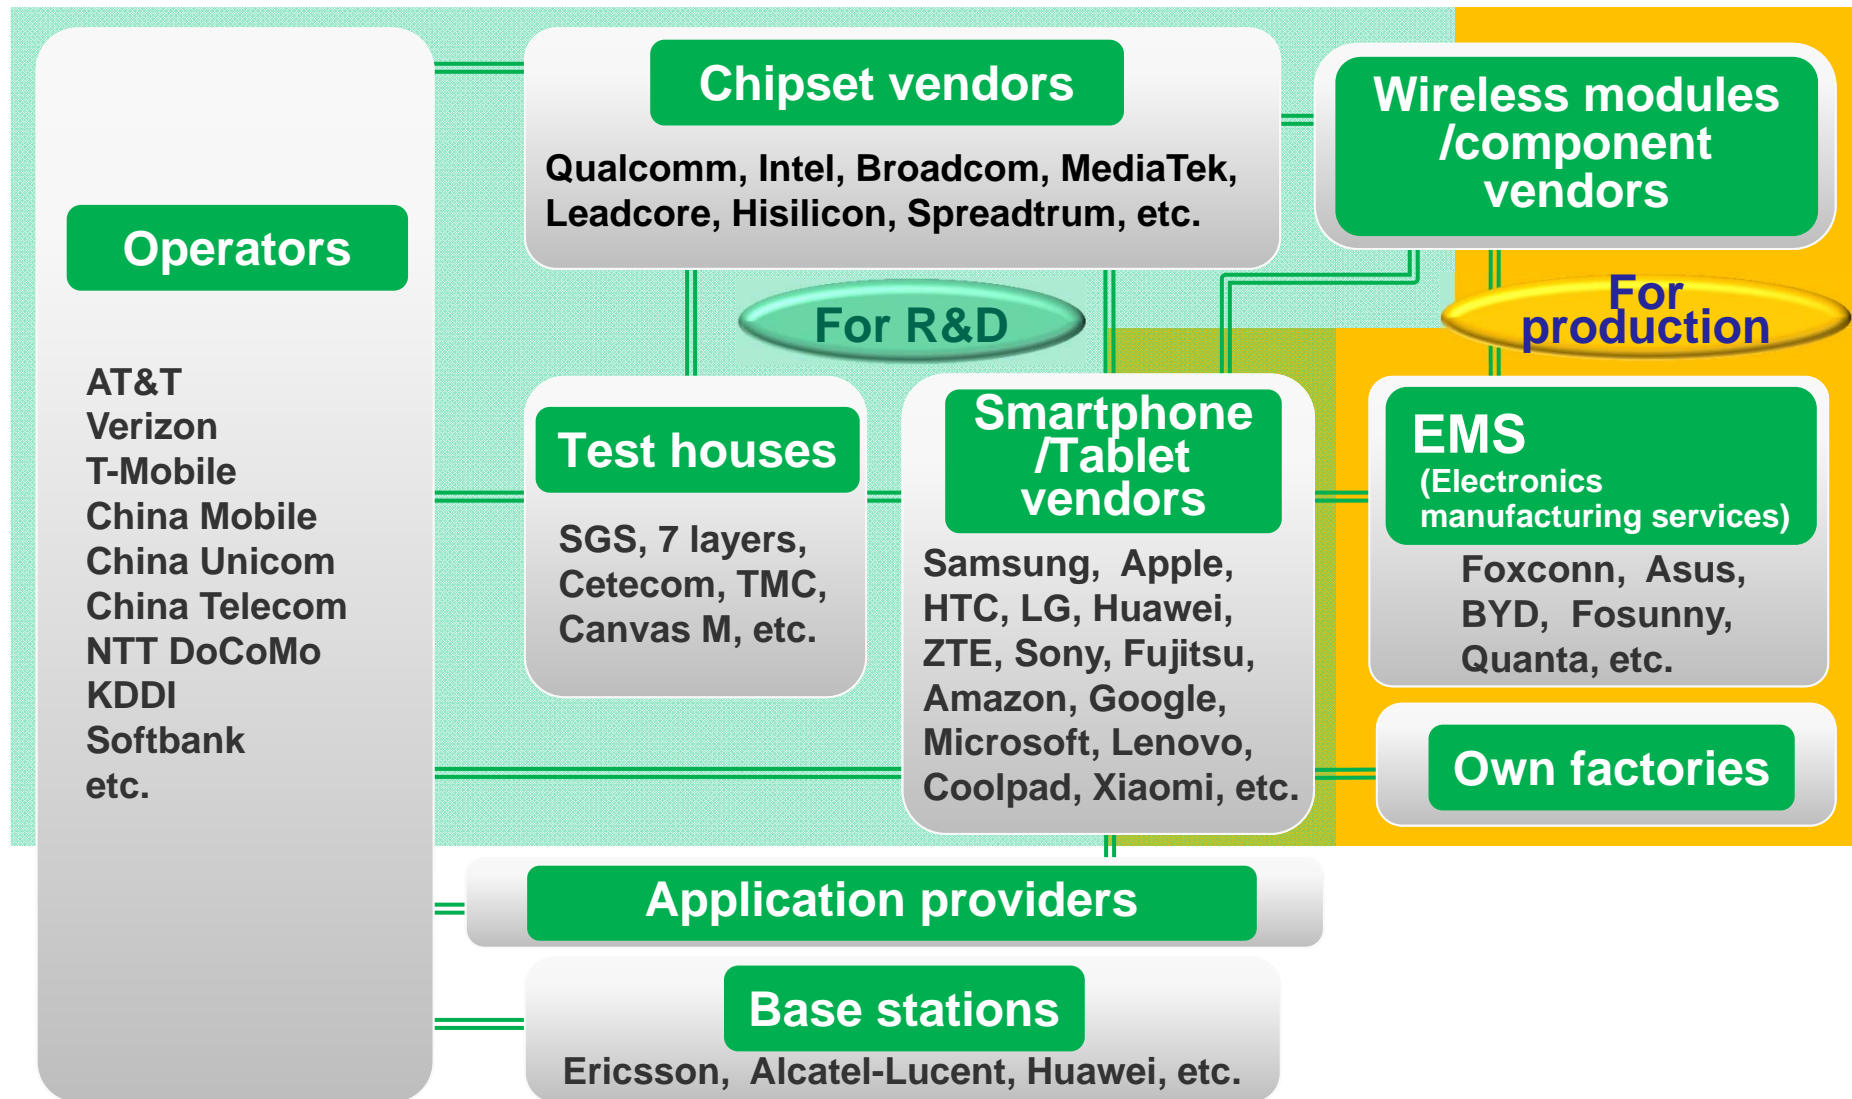 Operators
AT&T
Verizon
T-Mobile
China Mobile
China Unicom
China Telecom
NTT DoCoMo
KDDI
Softbank
etc.
Chipset vendors
Qualcomm, Intel, Broadcom, MediaTek,
Leadcore, Hisilicon, Spreadtrum, etc.
Wireless modules
/component
vendors
For R&D
For
production
Test houses
SGS, 7 layers,
Cetecom, TMC,
Canvas M, etc.
Smartphone
/Tablet
vendors
Samsung, Apple,
HTC, LG, Huawei,
ZTE, Sony, Fujitsu,
Amazon, Google,
Microsoft, Lenovo,
Coolpad, Xiaomi, etc.
EMS
(Electronics
manufacturing services)
Foxconn, Asus,
BYD, Fosunny,
Quanta, etc.
Own factories
Application providers
Base stations
Ericsson, Alcatel-Lucent, Huawei, etc.